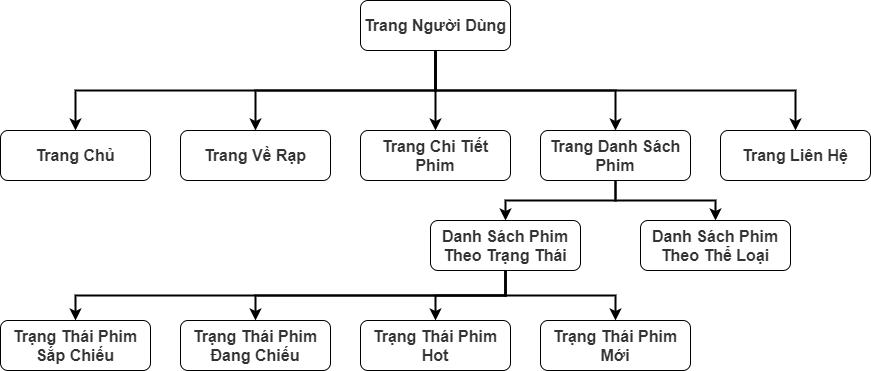 Trang Người Dùng
Trang Chủ
Trang Về Rạp
Trang Chi Tiết
Phim
Trang Danh Sách
Phim
Trang Liên Hệ
Danh Sách Phim
Theo Trạng Thái
Danh Sách Phim
Theo Thể Loại
Trạng Thái Phim
Sắp Chiếu
Trạng Thái Phim
Đang Chiếu
Trạng Thái Phim
Hot
Trạng Thái Phim
Mới